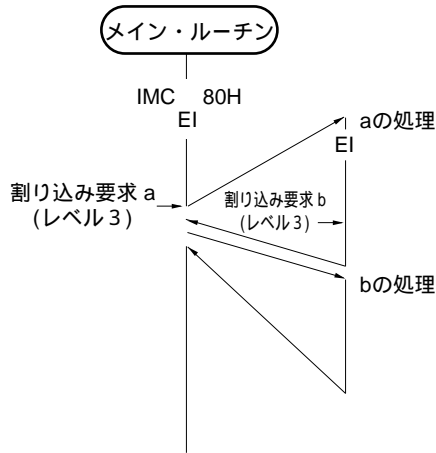 メイン・ルーチン
IMC 80H
EI
aの処理
EI
割り込み要求 a
(レベル3)
割り込み要求 b
(レベル3)
bの処理